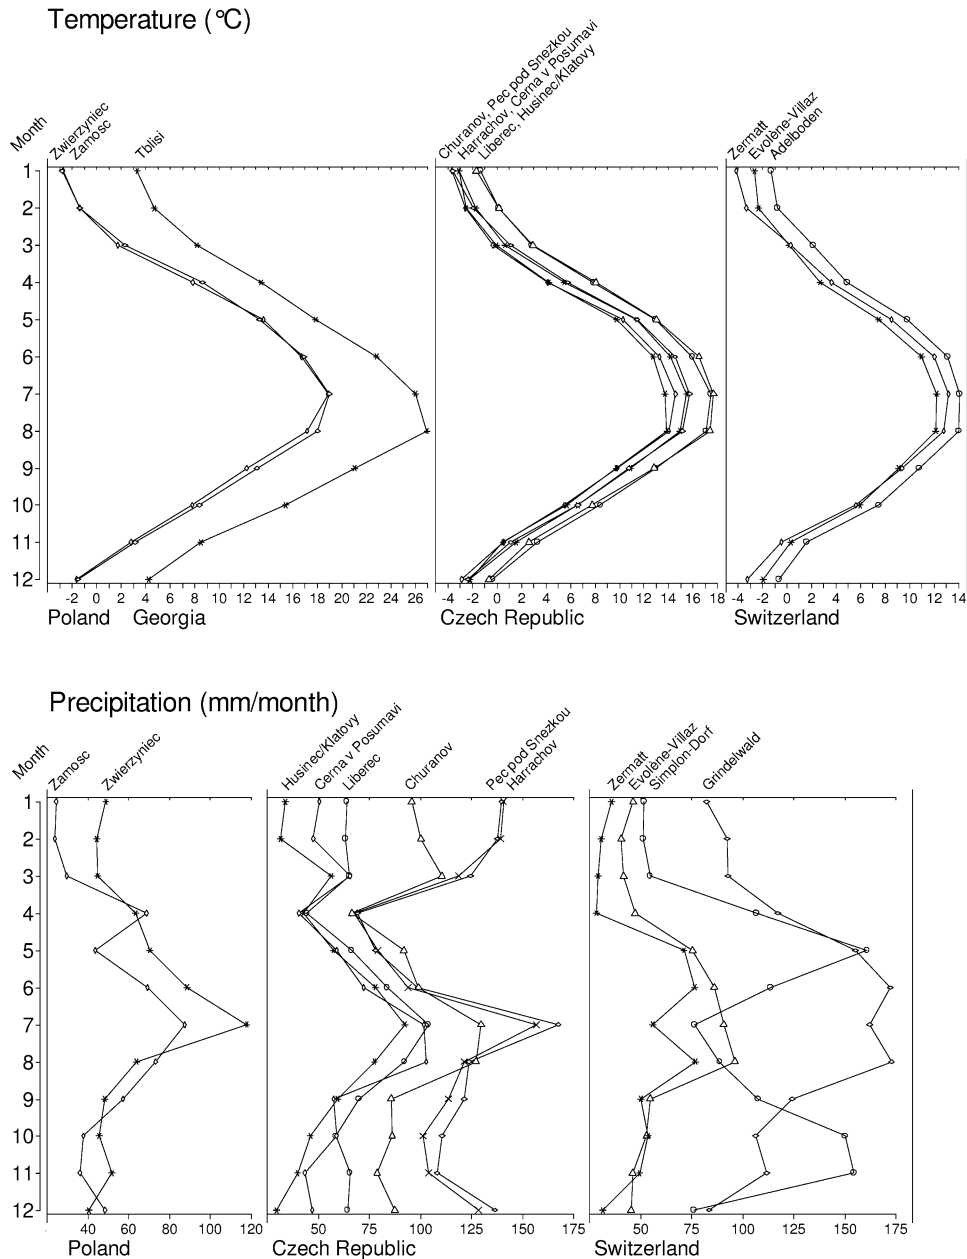 Temperature (°C)
Month
Zwierzyniec
Zamosc
Tblisi
Churanov, Pec pod Snezkou
Harrachov, Cerna v Posumavi
Liberec, Husinec/Klatovy
Zermatt
Evolène-Villaz
Adelboden
1
2
3
4
5
6
7
8
9
10
11
12
-2 0 2 4 6 8 10 12 14 16 18 20 22 24 26
-4 -2 0 2 4 6 8 10 12 14 16 18
-4 -2 0 2 4 6 8 10 12 14
Poland Georgia Czech Republic Switzerland
Precipitation (mm/month)
Month
Zamosc
Zwierzyniec
Husinec/Klatovy
Cerna v Posumavi
Liberec
Churanov
Pec pod Snezkou
Harrachov
Zermatt
Evolène-Villaz
Simplon-Dorf
Grindelwald
1
2
3
4
5
6
7
8
9
10
11
12
20 40 60 80 100 120
50 75 100 125 150 175
50 75 100 125 150 175
Poland Czech Republic Switzerland